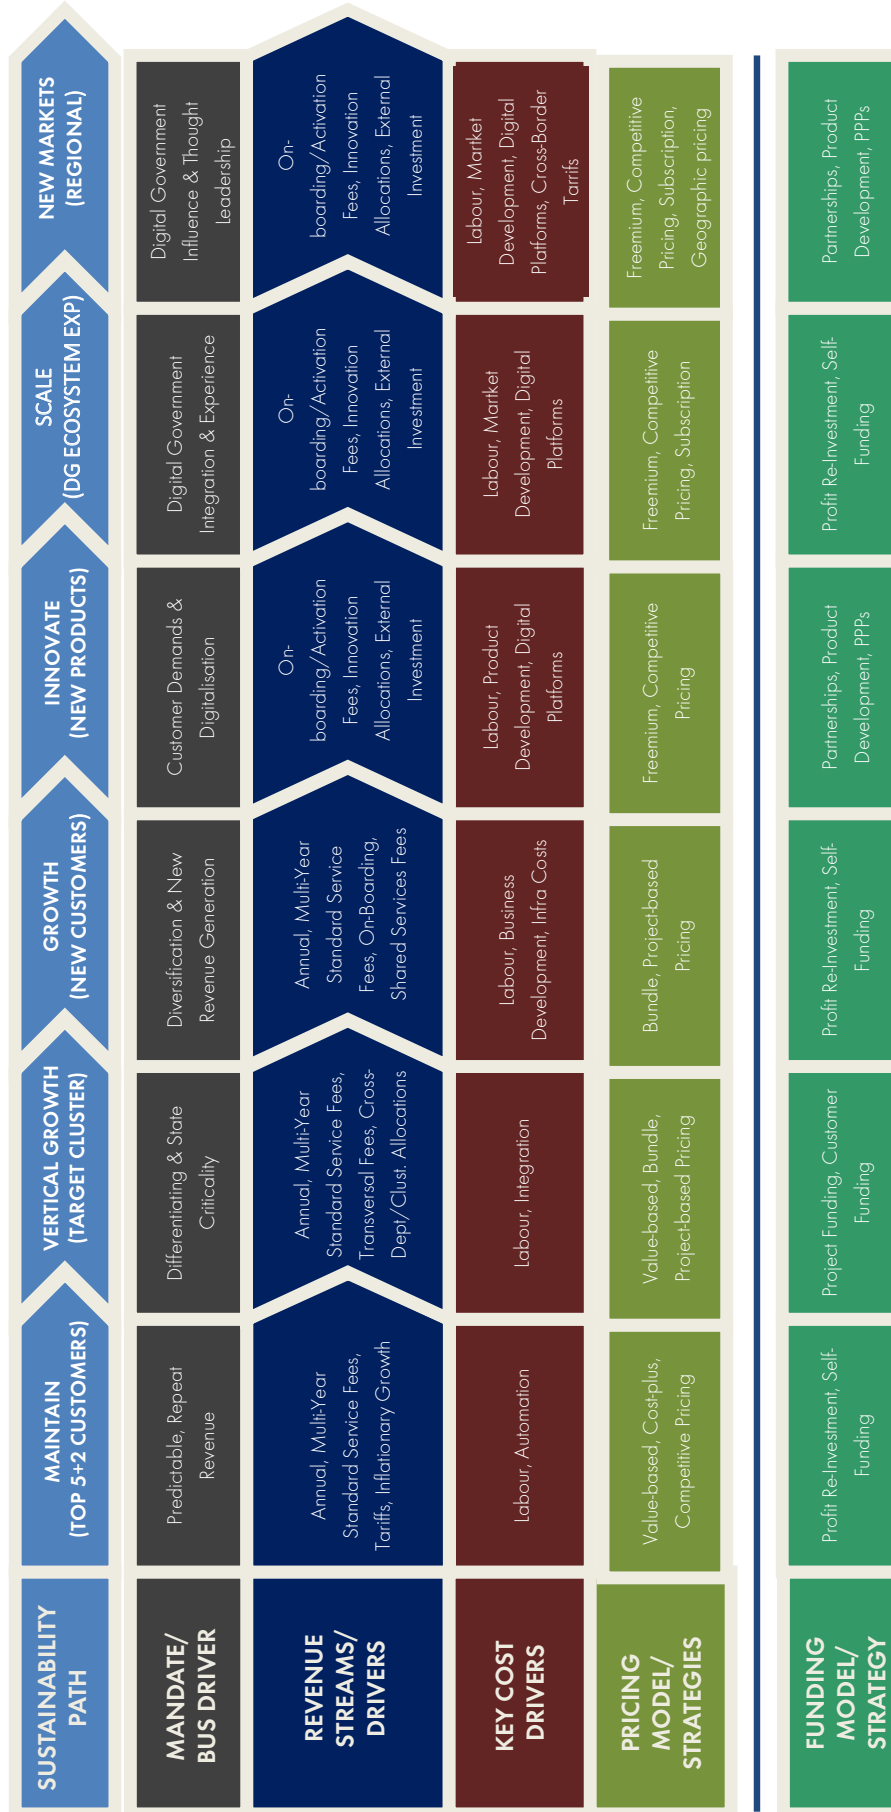 SUSTAINABILITY
PATH
MAINTAIN
(TOP 5+2 CUSTOMERS)
VERTICAL GROWTH
(TARGET CLUSTER)
GROWTH
(NEW CUSTOMERS)
INNOVATE
(NEW PRODUCTS)
SCALE
(DG ECOSYSTEM EXP)
NEW MARKETS
(REGIONAL)
MANDATE/
BUS DRIVER
Predictable, Repeat
Revenue
Differentiating & State
Criticality
Diversification & New
Revenue Generation
Customer Demands &
Digitalisation
Digital Government
Integration & Experience
Digital Government
Influence & Thought
Leadership
REVENUE
STREAMS/
DRIVERS
Annual, Multi-Year
Standard Service Fees,
Tariffs, Inflationary Growth
Annual, Multi-Year
Standard Service Fees,
Transversal Fees, Cross-
Dept/Clust. Allocations
Annual, Multi-Year
Standard Service
Fees, On-Boarding,
Shared Services Fees
On-
boarding/Activation
Fees, Innovation
Allocations, External
Investment
On-
boarding/Activation
Fees, Innovation
Allocations, External
Investment
On-
boarding/Activation
Fees, Innovation
Allocations, External
Investment
KEY COST
DRIVERS
Labour, Automation
Labour, Integration
Labour, Business
Development, Infra Costs
Labour, Product
Development, Digital
Platforms
Labour, Market
Development, Digital
Platforms
Labour, Martket
Development, Digital
Platforms, Cross-Border
Tarrifs
PRICING
MODEL/
STRATEGIES
Value-based, Cost-plus,
Competitive Pricing
Value-based, Bundle,
Project-based Pricing
Bundle, Project-based
Pricing
Freemium, Competitive
Pricing
Freemium, Competitive
Pricing, Subscription
Freemium, Competitive
Pricing, Subscription,
Geographic pricing
FUNDING
MODEL/
STRATEGY
Profit Re-Investment, Self-
Funding
Project Funding, Customer
Funding
Profit Re-Investment, Self-
Funding
Partnerships, Product
Development, PPPs
Profit Re-Investment, Self-
Funding
Partnerships, Product
Development, PPPs